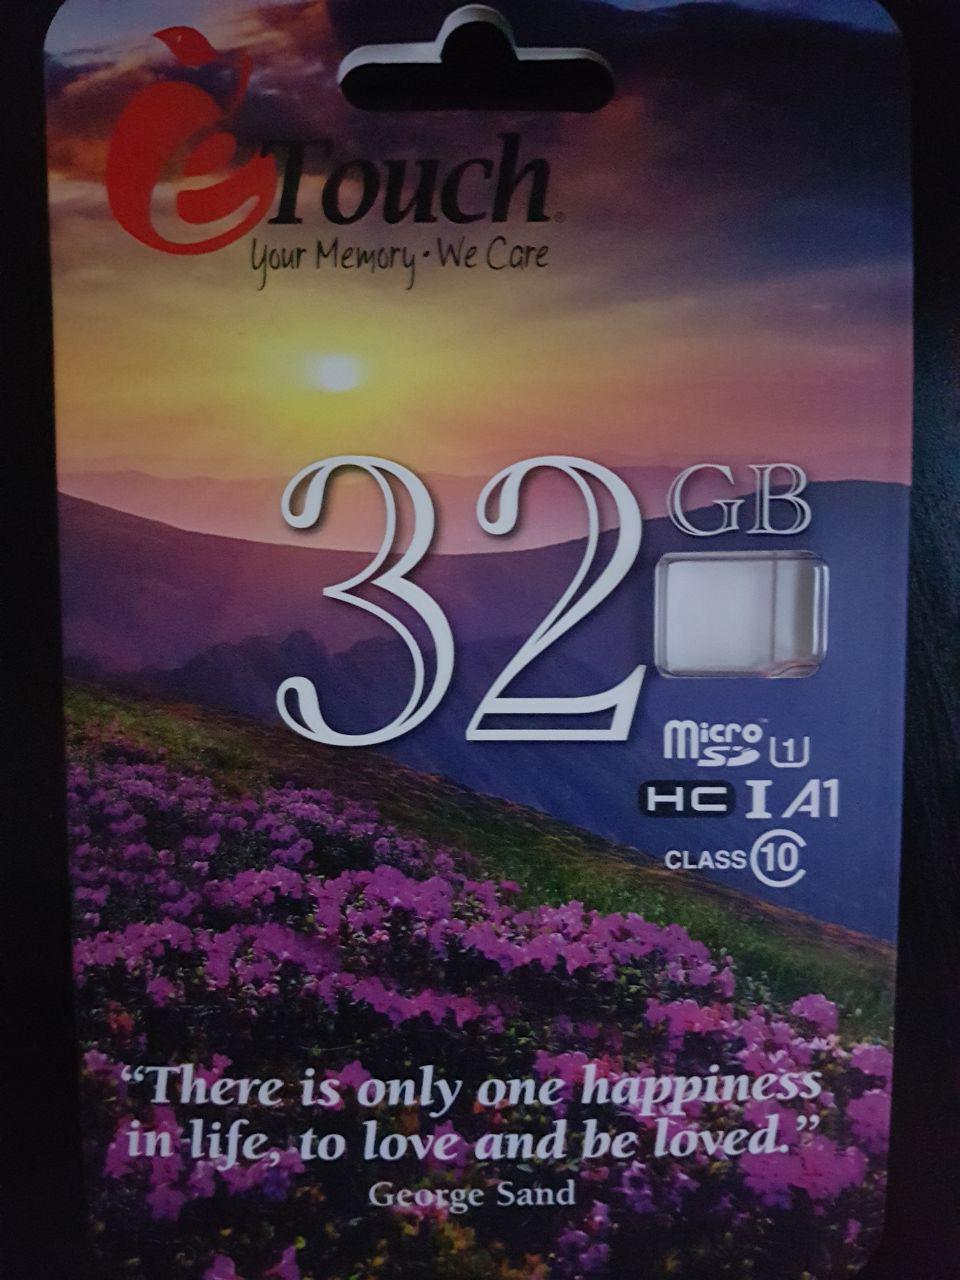 eTouch®
Your Memory · We Care
32 GB
Micro SD™ U1
HC I A1
CLASS 10
“There is only one happiness
in life, to love and be loved.”
George Sand